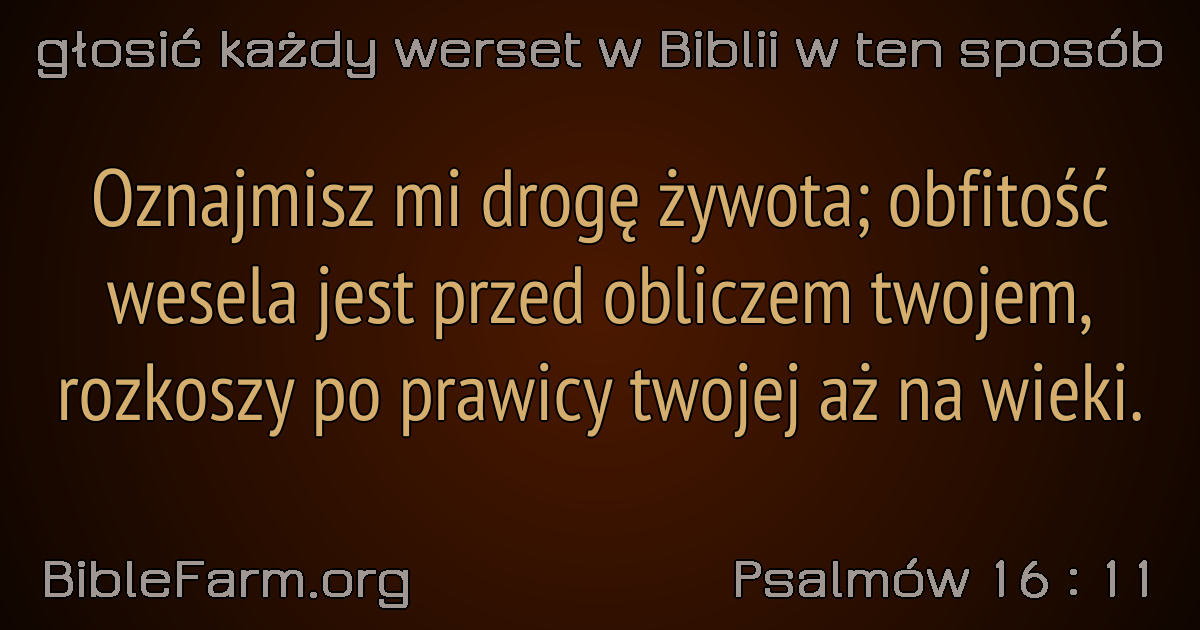 głosić każdy werset w Biblii w ten sposób
Oznajmisz mi drogę żywota; obfitość
wesela jest przed obliczem twojem,
rozkoszy po prawicy twojej aż na wieki.
BibleFarm.org
Psalmów 16 : 11